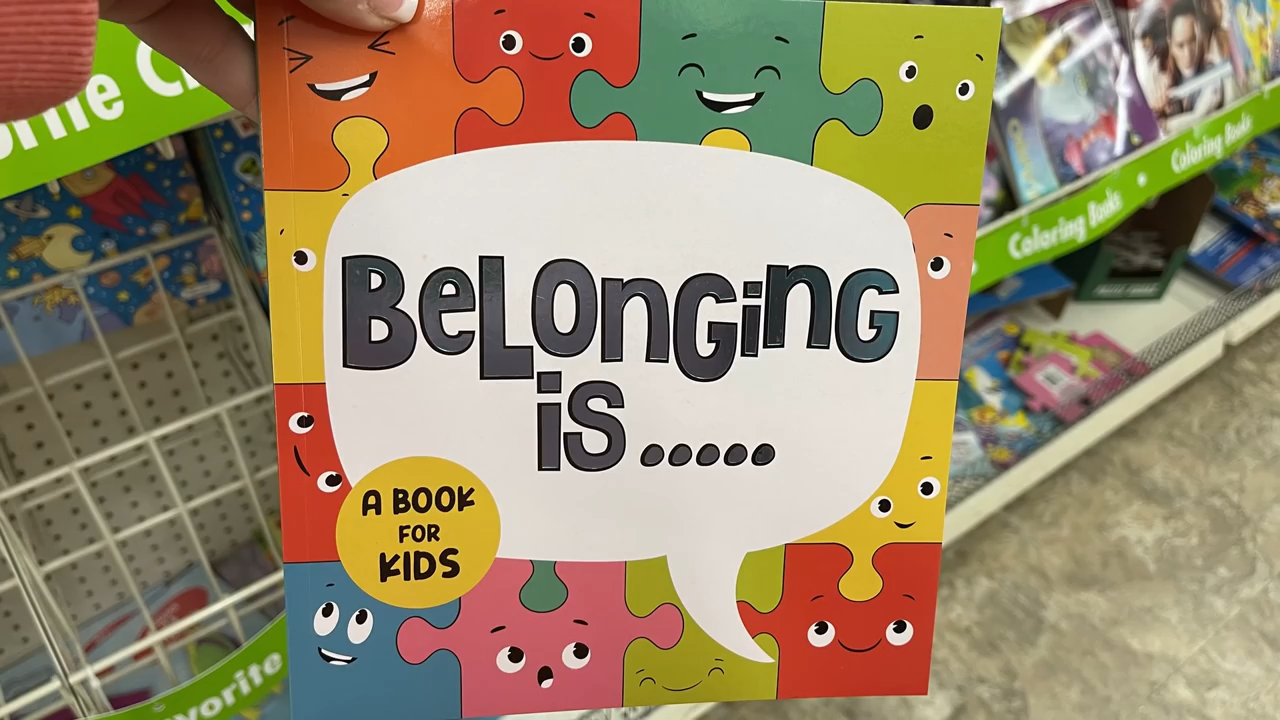 BeLonGinG
iS.....
A BOOK
FOR
KIDS
Coloring Books
Coloring Books